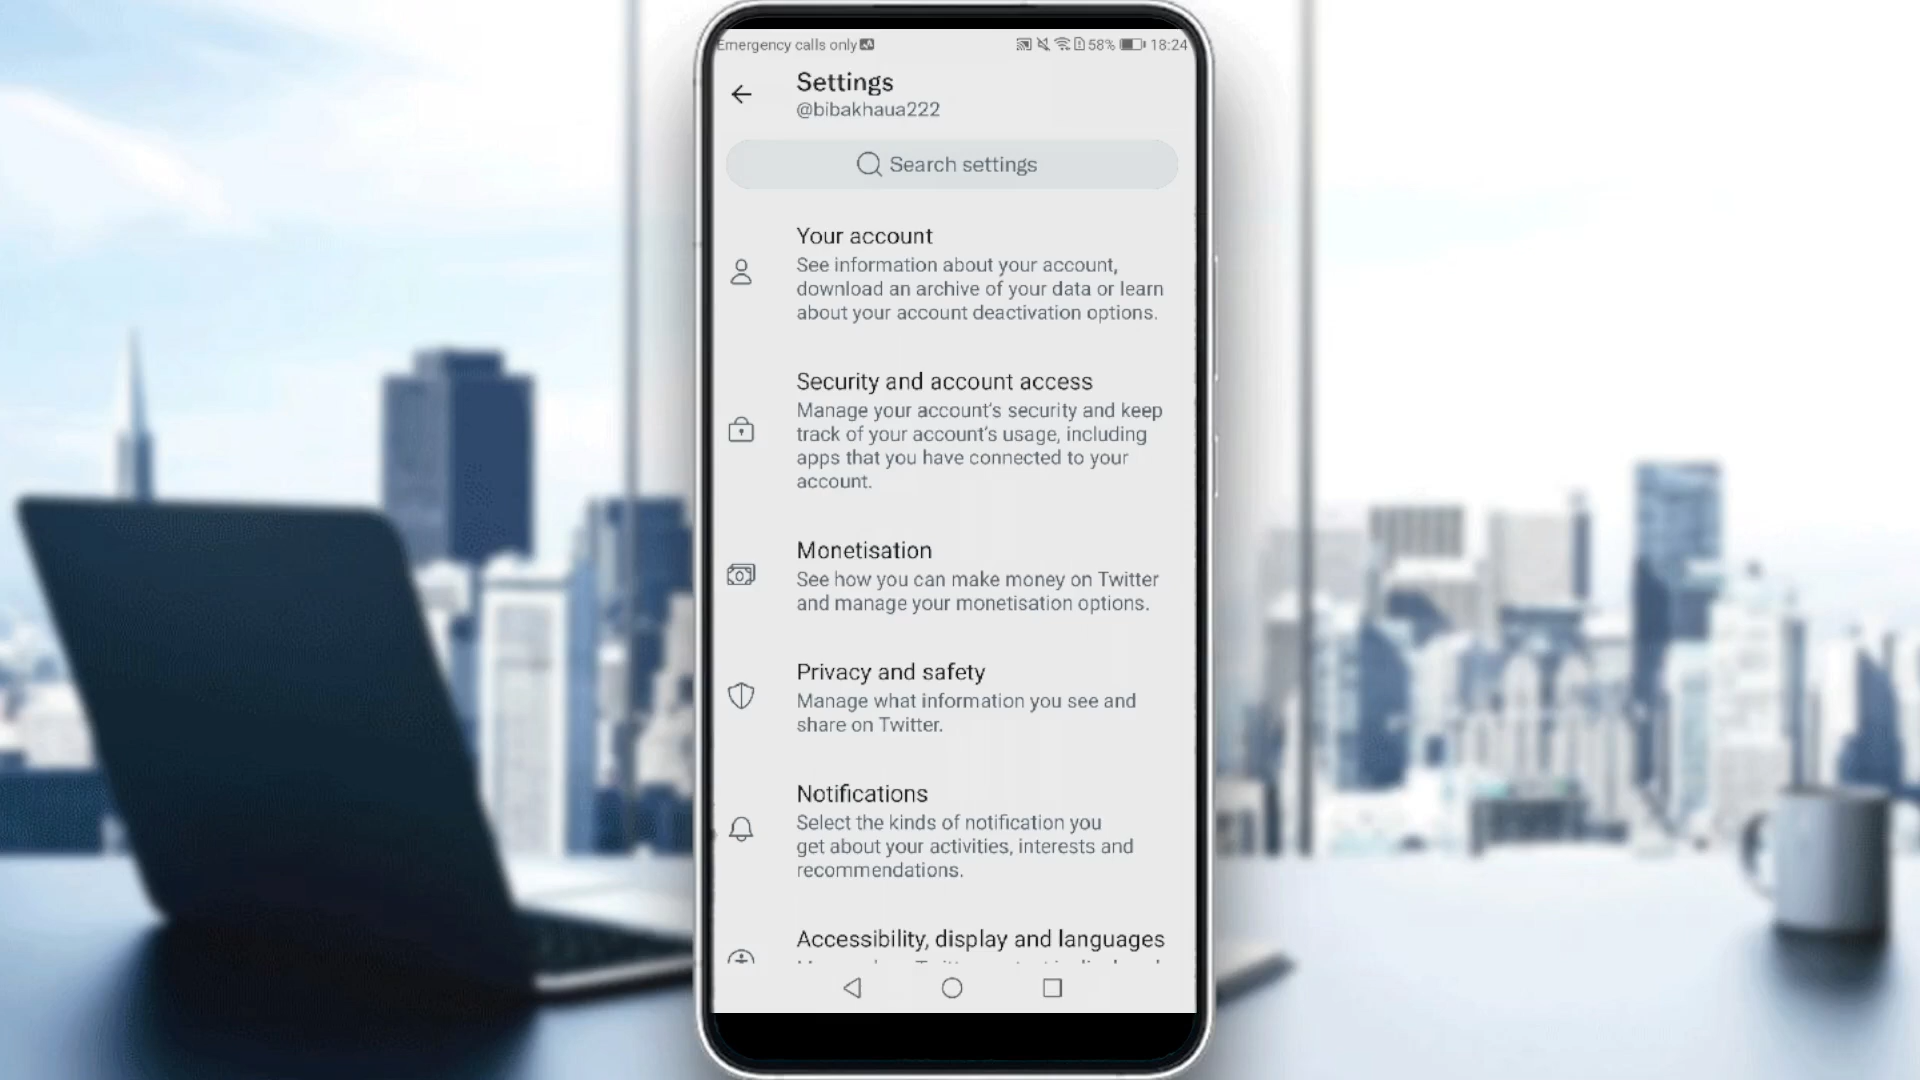 Emergency calls only
58% 18:24
Settings
@bibakhaua222
Search settings
Your account
See information about your account,
download an archive of your data or learn
about your account deactivation options.
Security and account access
Manage your account's security and keep
track of your account's usage, including
apps that you have connected to your
account.
Monetisation
See how you can make money on Twitter
and manage your monetisation options.
Privacy and safety
Manage what information you see and
share on Twitter.
Notifications
Select the kinds of notification you
get about your activities, interests and
recommendations.
Accessibility, display and languages